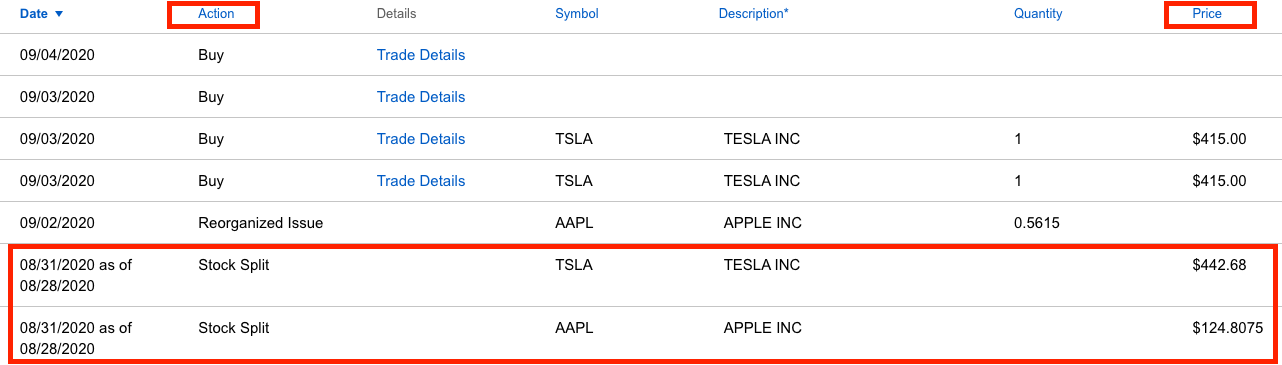 Date Action Details Symbol Description* Quantity Price
09/04/2020 Buy Trade Details
09/03/2020 Buy Trade Details
09/03/2020 Buy Trade Details TSLA TESLA INC 1 $415.00
09/03/2020 Buy Trade Details TSLA TESLA INC 1 $415.00
09/02/2020 Reorganized Issue AAPL APPLE INC 0.5615
08/31/2020 as of Stock Split TSLA TESLA INC $442.68
08/28/2020
08/31/2020 as of Stock Split AAPL APPLE INC $124.8075
08/28/2020